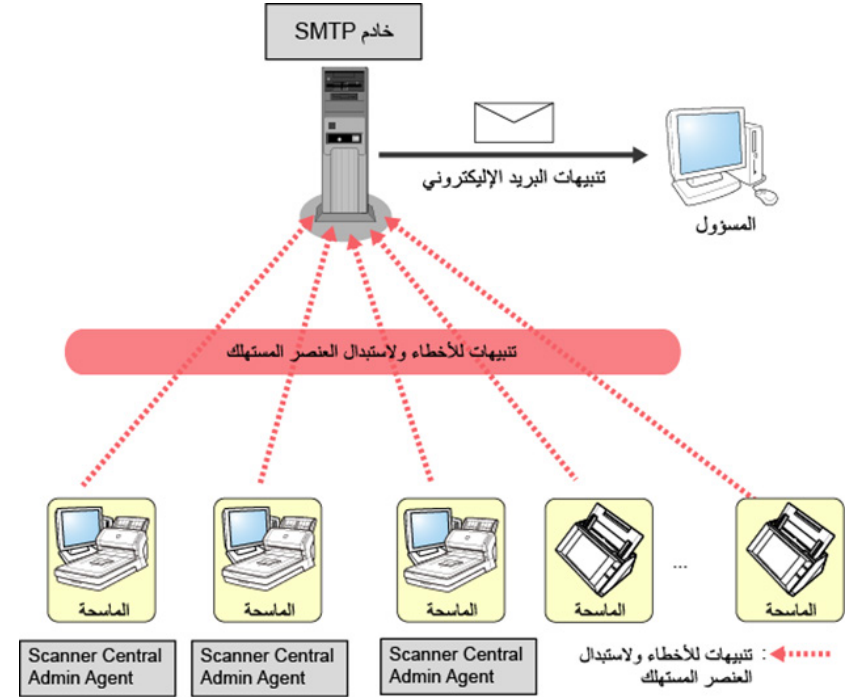 خادم SMTP
تنبيهات البريد الإليكتروني
المسؤول
تنبيهات للأخطاء ولاستبدال العنصر المستهلك
الماسحة
الماسحة
الماسحة
الماسحة
...
الماسحة
Scanner Central
Admin Agent
Scanner Central
Admin Agent
Scanner Central
Admin Agent
: تنبيهات للأخطاء ولاستبدال
العنصر المستهلك